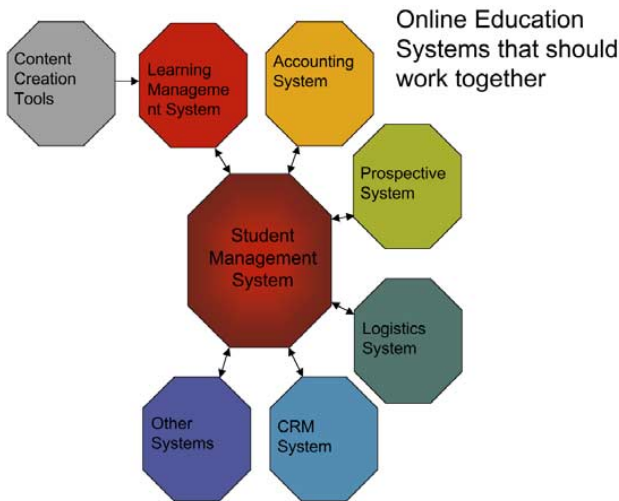 Online Education
Systems that should
work together
Content
Creation
Tools
Learning
Manageme
nt System
Accounting
System
Prospective
System
Student
Management
System
Logistics
System
Other
Systems
CRM
System